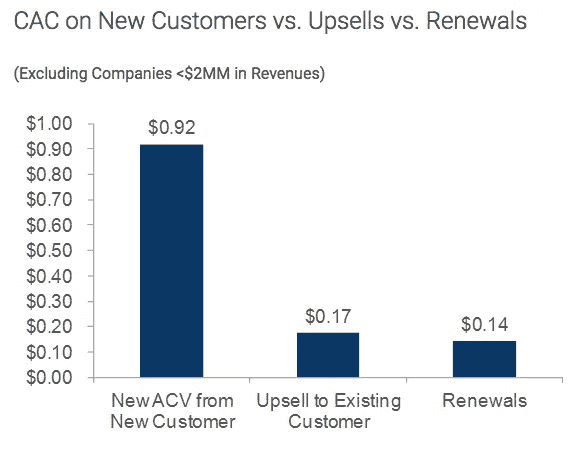 CAC on New Customers vs. Upsells vs. Renewals
(Excluding Companies <$2MM in Revenues)
$1.00
$0.90
$0.80
$0.70
$0.60
$0.50
$0.40
$0.30
$0.20
$0.10
$0.00
$0.92
$0.17
$0.14
New ACV from
New Customer
Upsell to Existing
Customer
Renewals